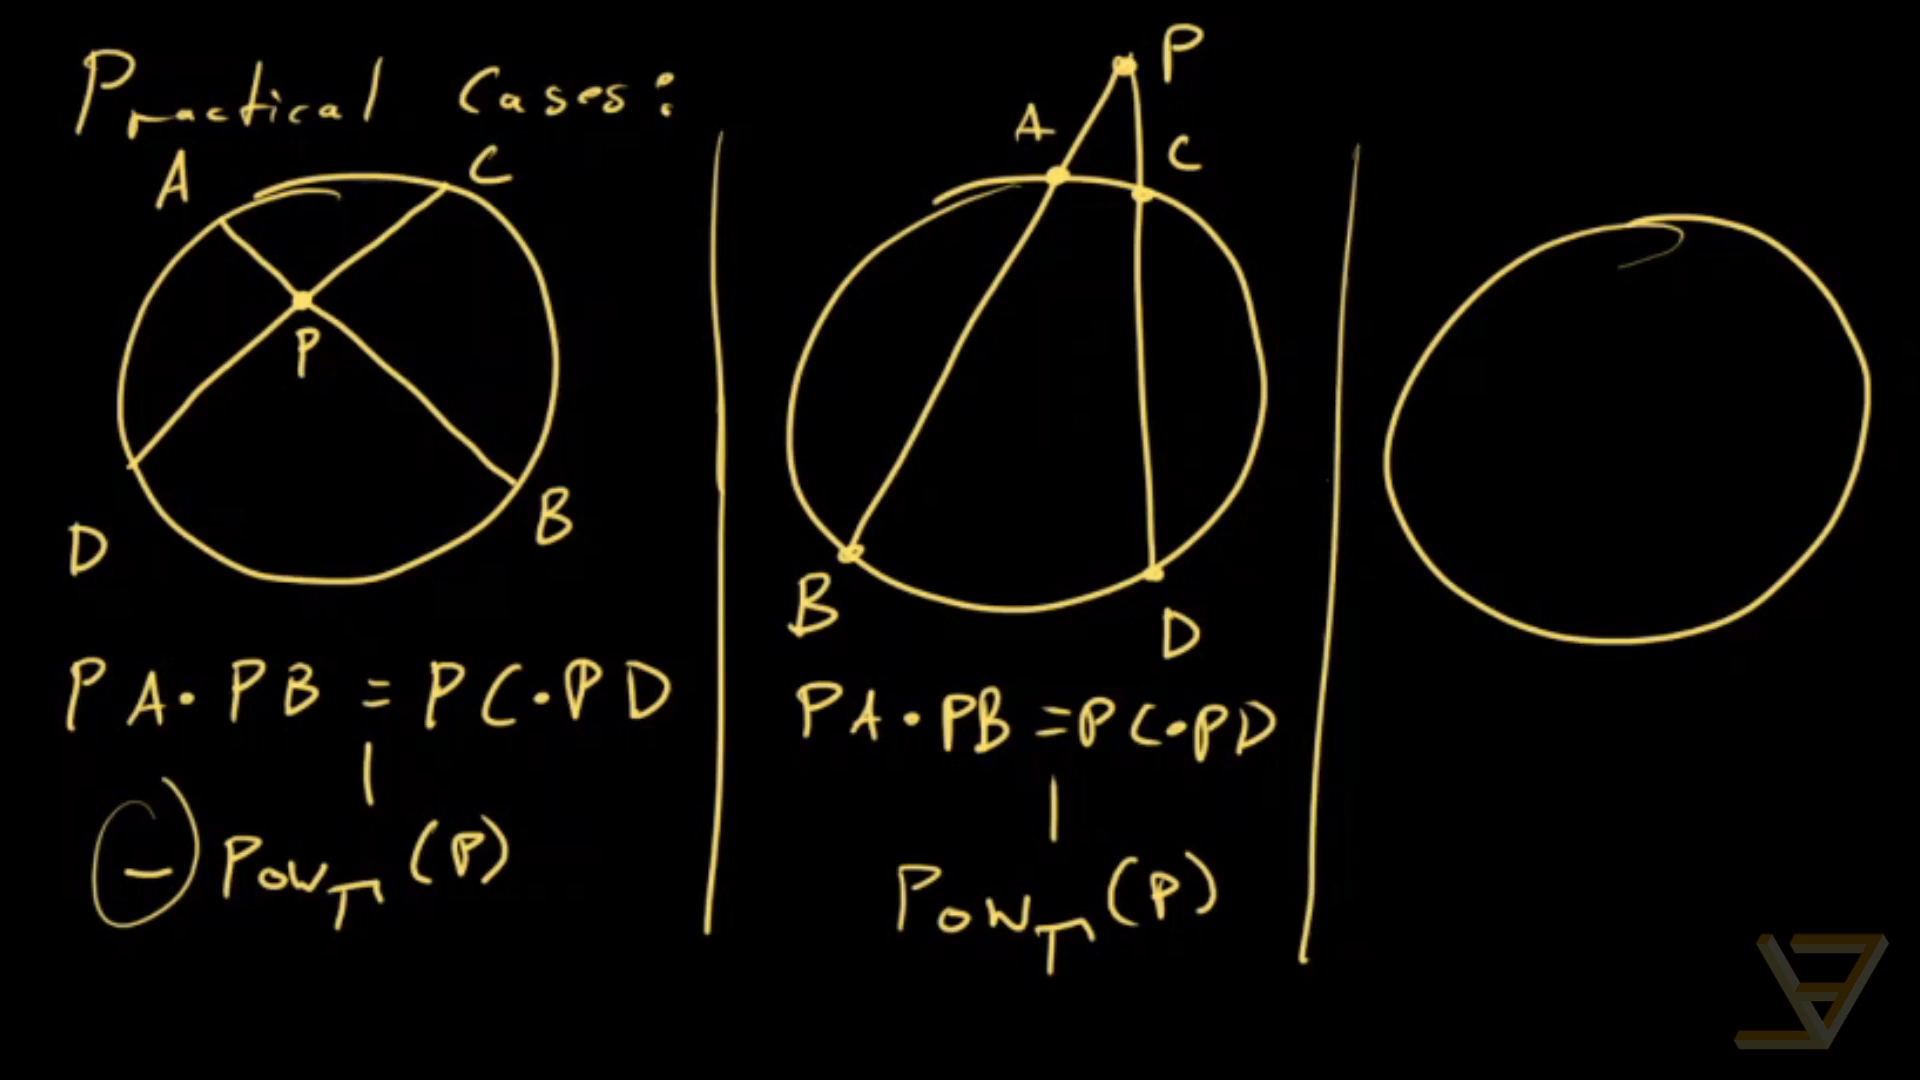 Practical Cases:
A
C
P
D
B
PA·PB = PC·PD
|
- Pow_Γ(P)
P
A
C
B
D
PA·PB = PC·PD
|
Pow_Γ(P)